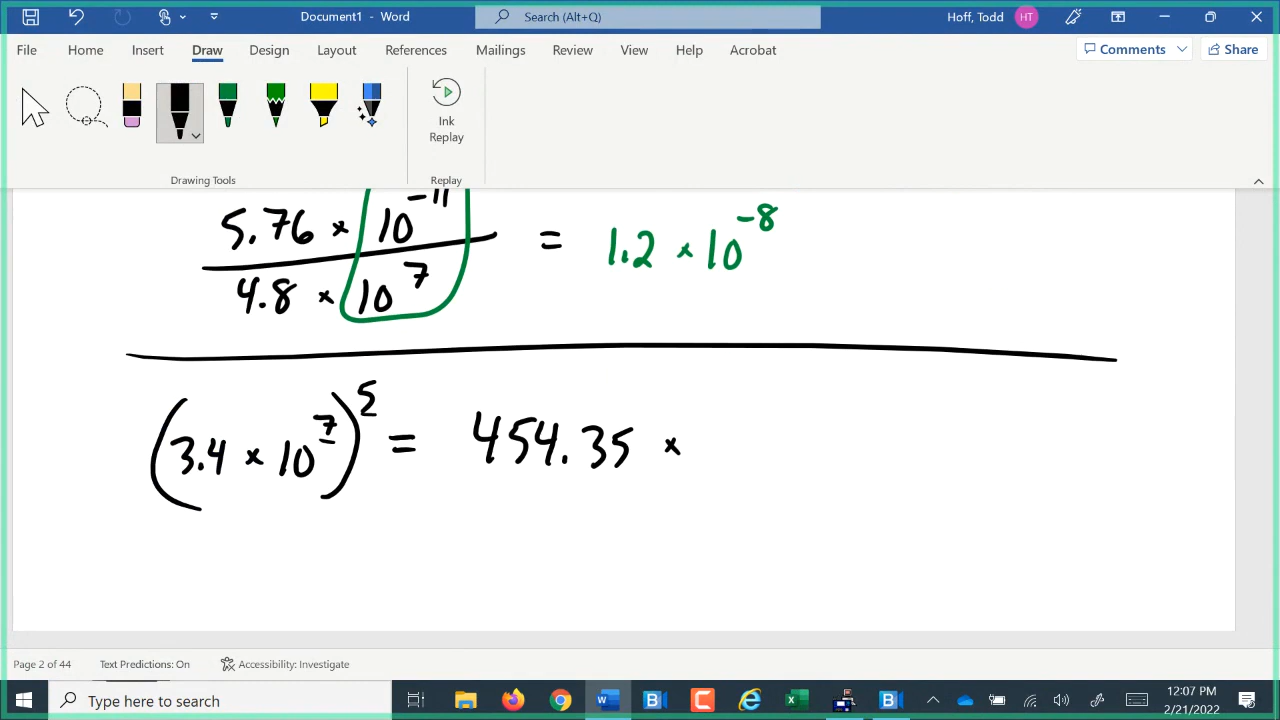 Document1 - Word
Search (Alt+Q)
Hoff, Todd HT
File Home Insert Draw Design Layout References Mailings Review View Help Acrobat Comments Share
Ink
Replay
Drawing Tools Replay
5.76 × 10^-11
= 1.2 × 10^-8
4.8 × 10^7
(3.4 × 10^7)^5 = 454.35 ×
Page 2 of 44 Text Predictions: On Accessibility: Investigate
Type here to search
12:07 PM
2/21/2022